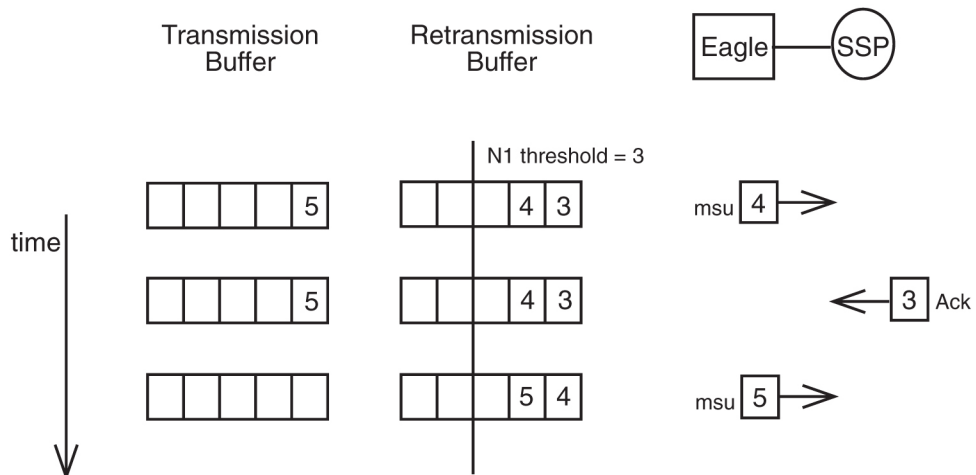 Transmission
Buffer
Retransmission
Buffer
Eagle
SSP
N1 threshold = 3
time
5
4 3
msu 4
5
4 3
3 Ack
5 4
msu 5